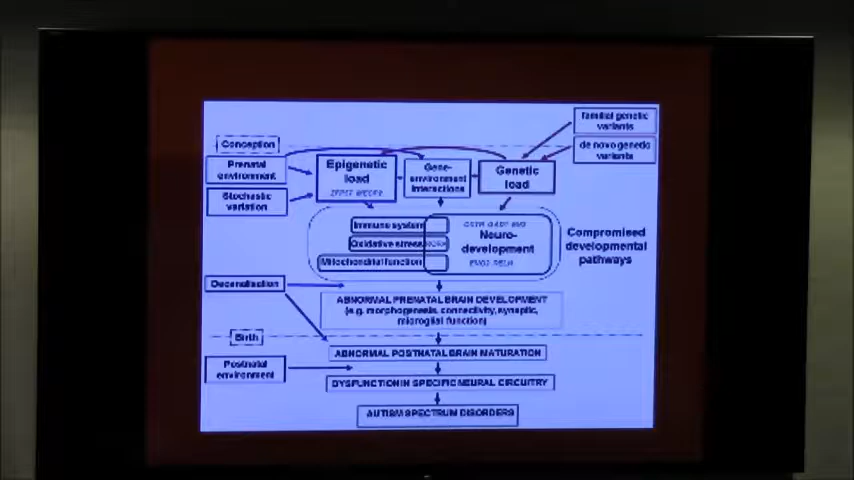 familial genetic
variants
Conception
de novo genetic
variants
Prenatal
environment
Epigenetic
load
Gene-
environment
interactions
Genetic
load
Stochastic
variation
Immune system
Oxidative stress
Mitochondrial function
Neuro-
development
Compromised
developmental
pathways
Decanalisation
ABNORMAL PRENATAL BRAIN DEVELOPMENT
(e.g. morphogenesis, connectivity, synaptic,
microglial function)
Birth
ABNORMAL POSTNATAL BRAIN MATURATION
Postnatal
environment
DYSFUNCTION IN SPECIFIC NEURAL CIRCUITRY
AUTISM SPECTRUM DISORDERS